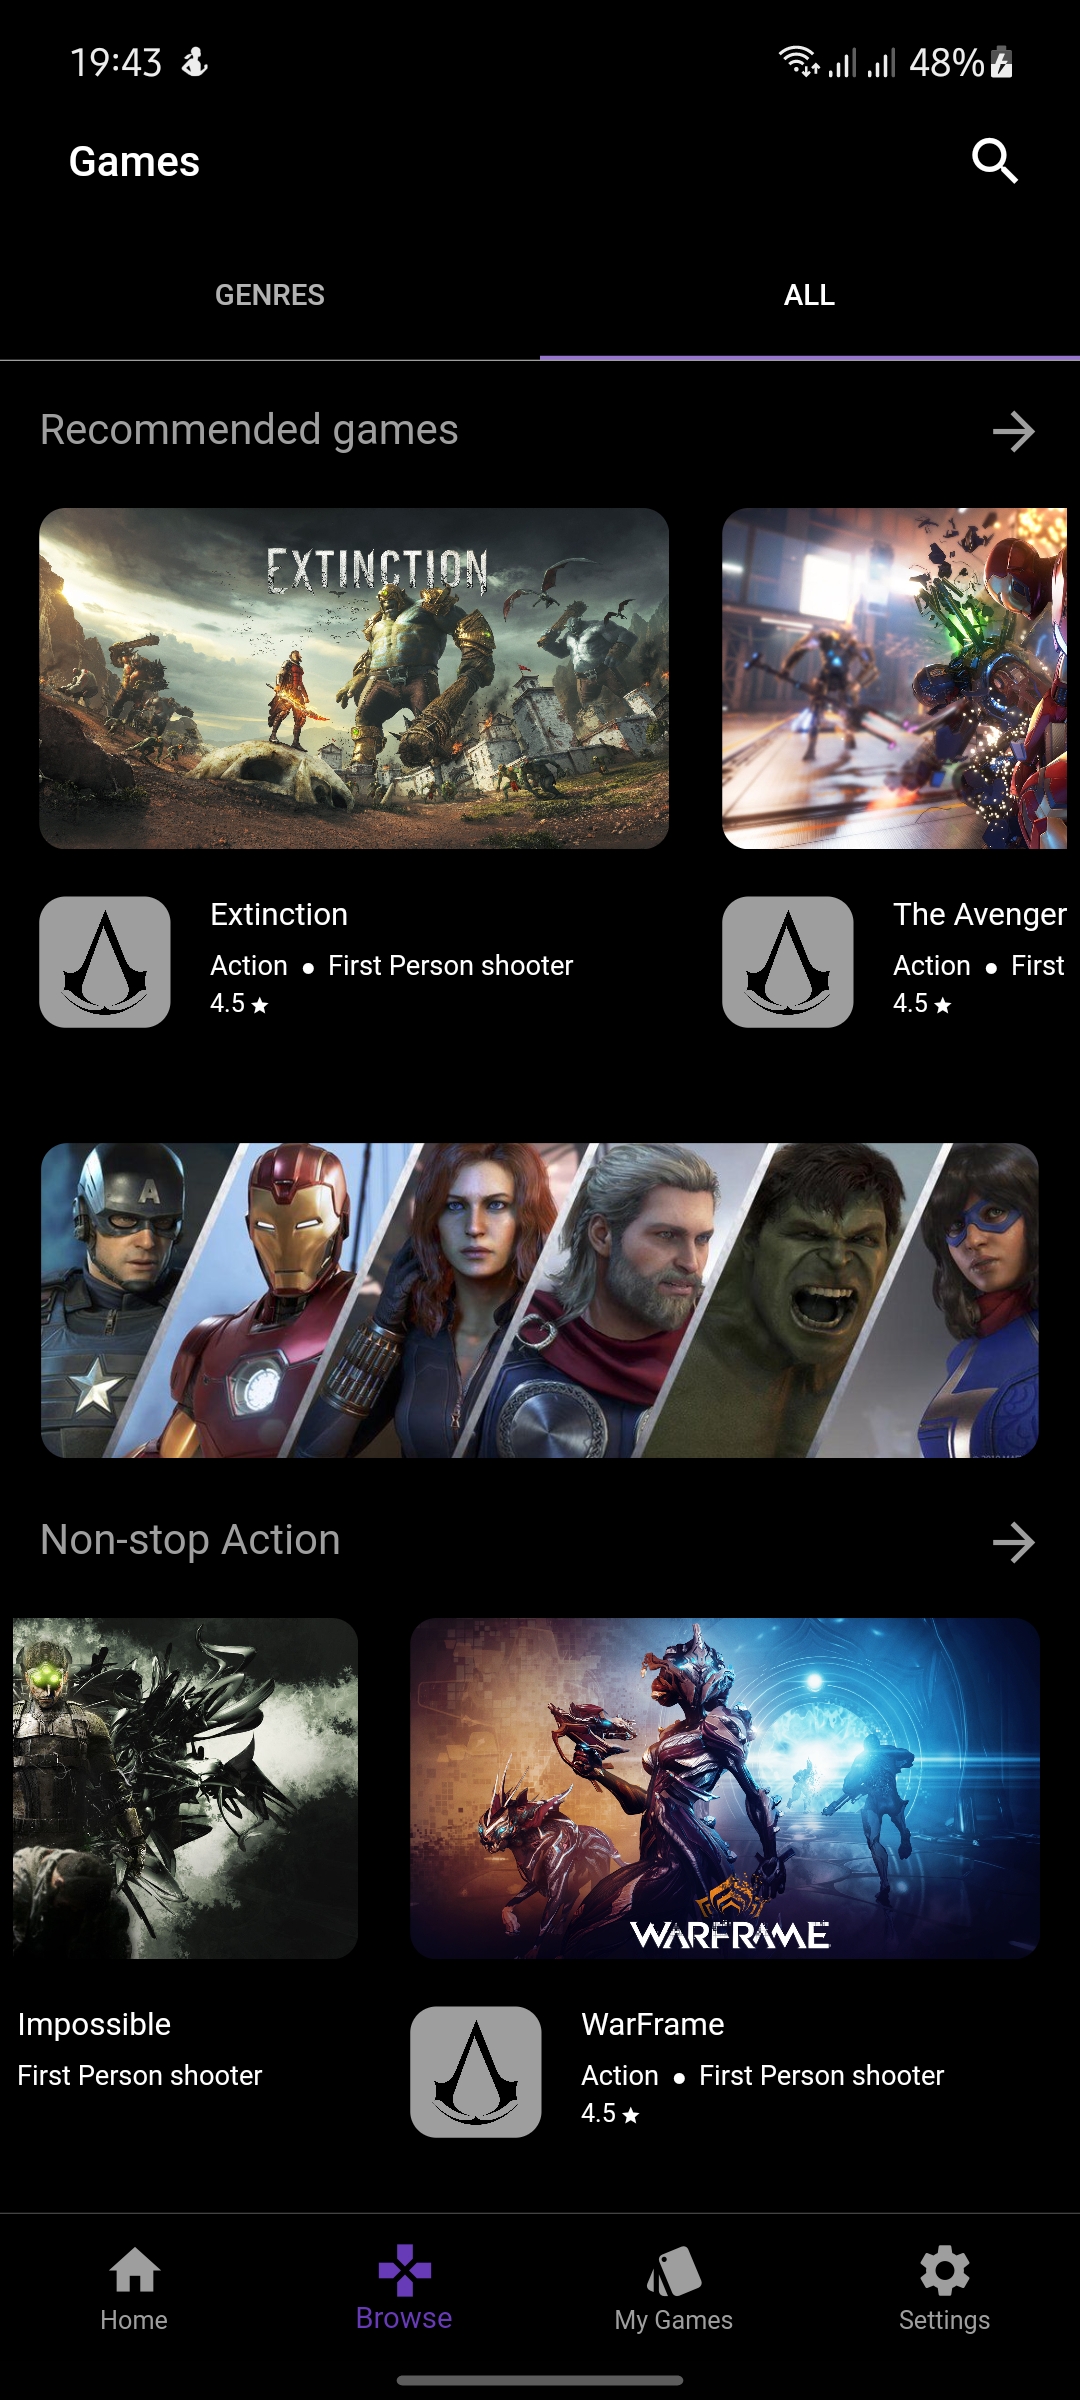 19:43
48%
Games
GENRES
ALL
Recommended games
EXTINCTION
Extinction
Action ● First Person shooter
4.5 ★
The Avenger
Action ● First
4.5 ★
A
Non-stop Action
WARFRAME
Impossible
First Person shooter
WarFrame
Action ● First Person shooter
4.5 ★
Home
Browse
My Games
Settings